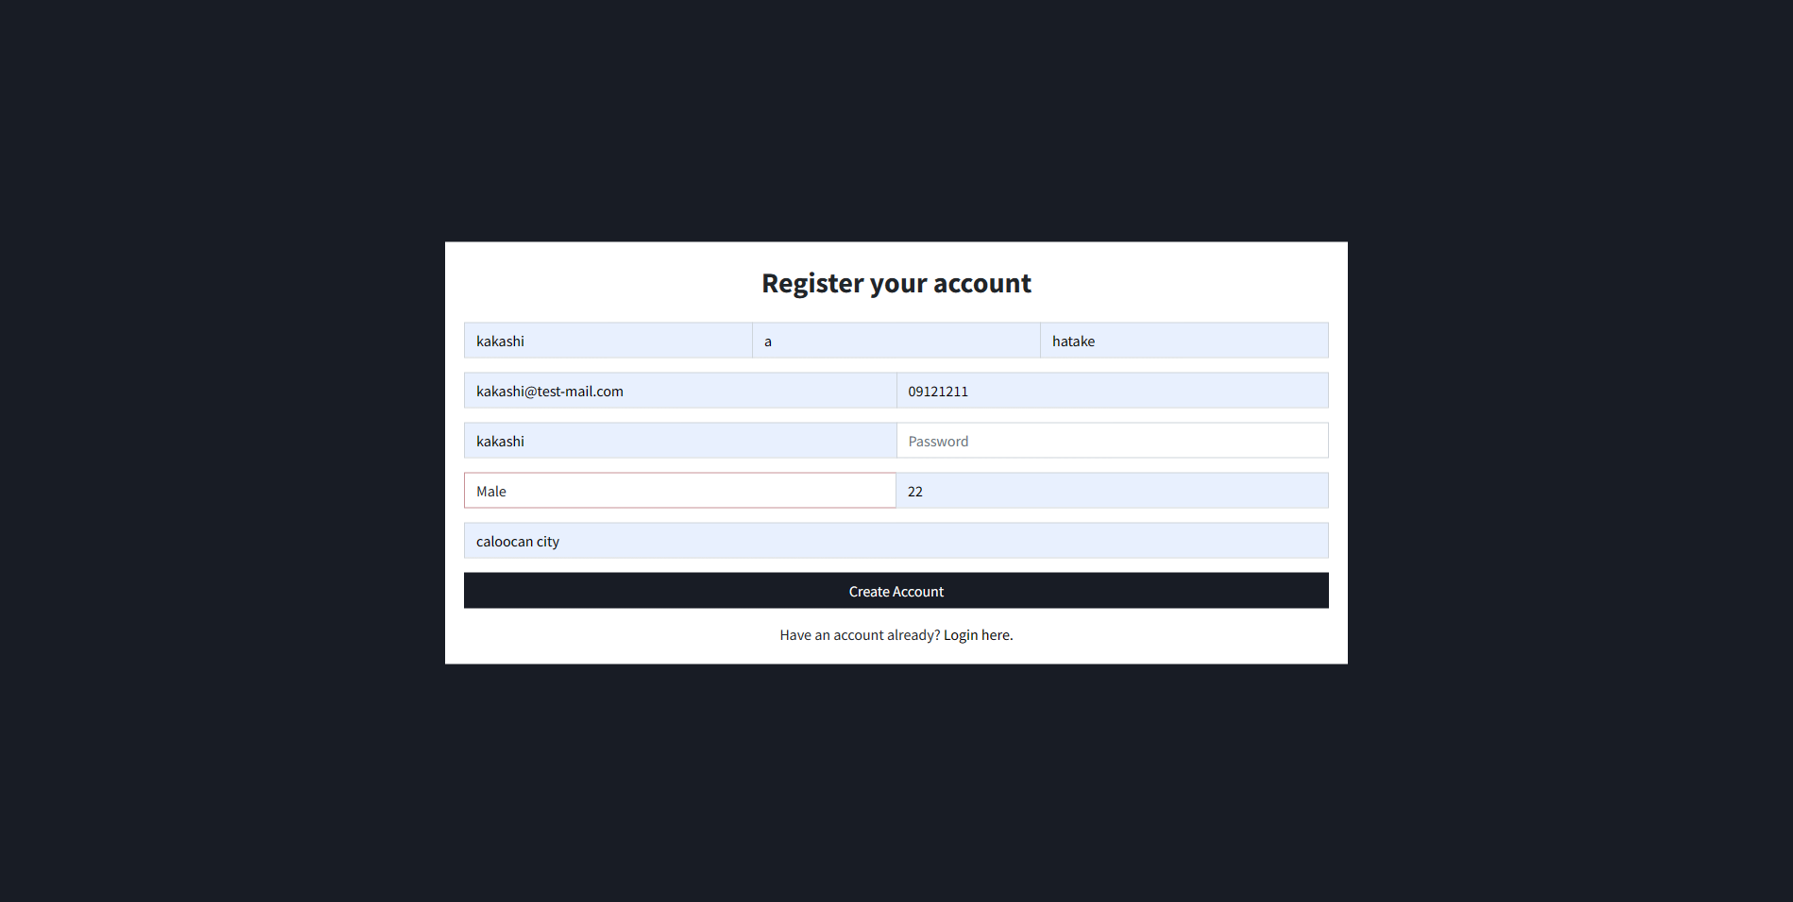 Register your account
kakashi a hatake
kakashi@test-mail.com 09121211
kakashi Password
Male 22
caloocan city
Create Account
Have an account already? Login here.